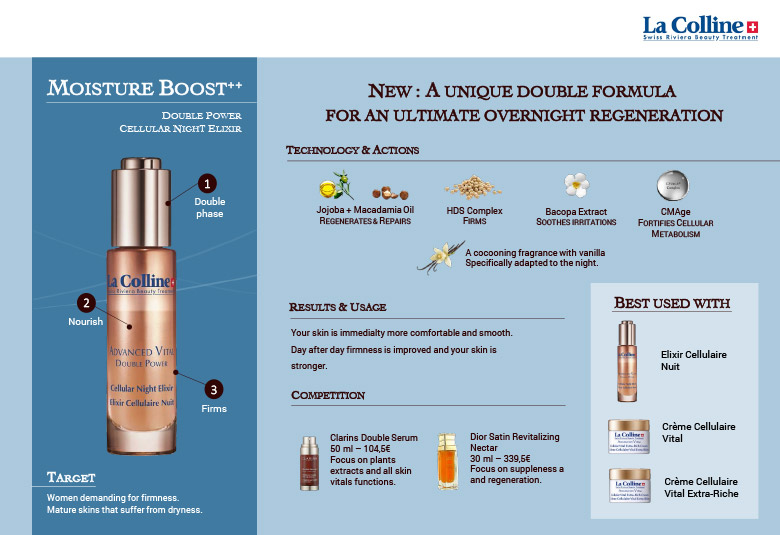 La Colline
Swiss Riviera Beauty Treatment
MOISTURE BOOST++
DOUBLE POWER
CELLULAR NIGHT ELIXIR
1
Double
phase
2
Nourish
3
Firms
La Colline
ADVANCED VITAL
DOUBLE POWER
Cellular Night Elixir
Elixir Cellulaire Nuit
TARGET
Women demanding for firmness.
Mature skins that suffer from dryness.
NEW : A UNIQUE DOUBLE FORMULA
FOR AN ULTIMATE OVERNIGHT REGENERATION
TECHNOLOGY & ACTIONS
Jojoba + Macadamia Oil
REGENERATES & REPAIRS
HDS Complex
FIRMS
Bacopa Extract
SOOTHES IRRITATIONS
CMAge
FORTIFIES CELLULAR
METABOLISM
A cocooning fragrance with vanilla
Specifically adapted to the night.
RESULTS & USAGE
Your skin is immedialty more comfortable and smooth.
Day after day firmness is improved and your skin is
stronger.
COMPETITION
Clarins Double Serum
50 ml – 104,5€
Focus on plants
extracts and all skin
vitals functions.
Dior Satin Revitalizing
Nectar
30 ml – 339,5€
Focus on suppleness a
and regeneration.
BEST USED WITH
Elixir Cellulaire
Nuit
La Colline
Crème Cellulaire
Vital
La Colline
Crème Cellulaire
Vital Extra-Riche